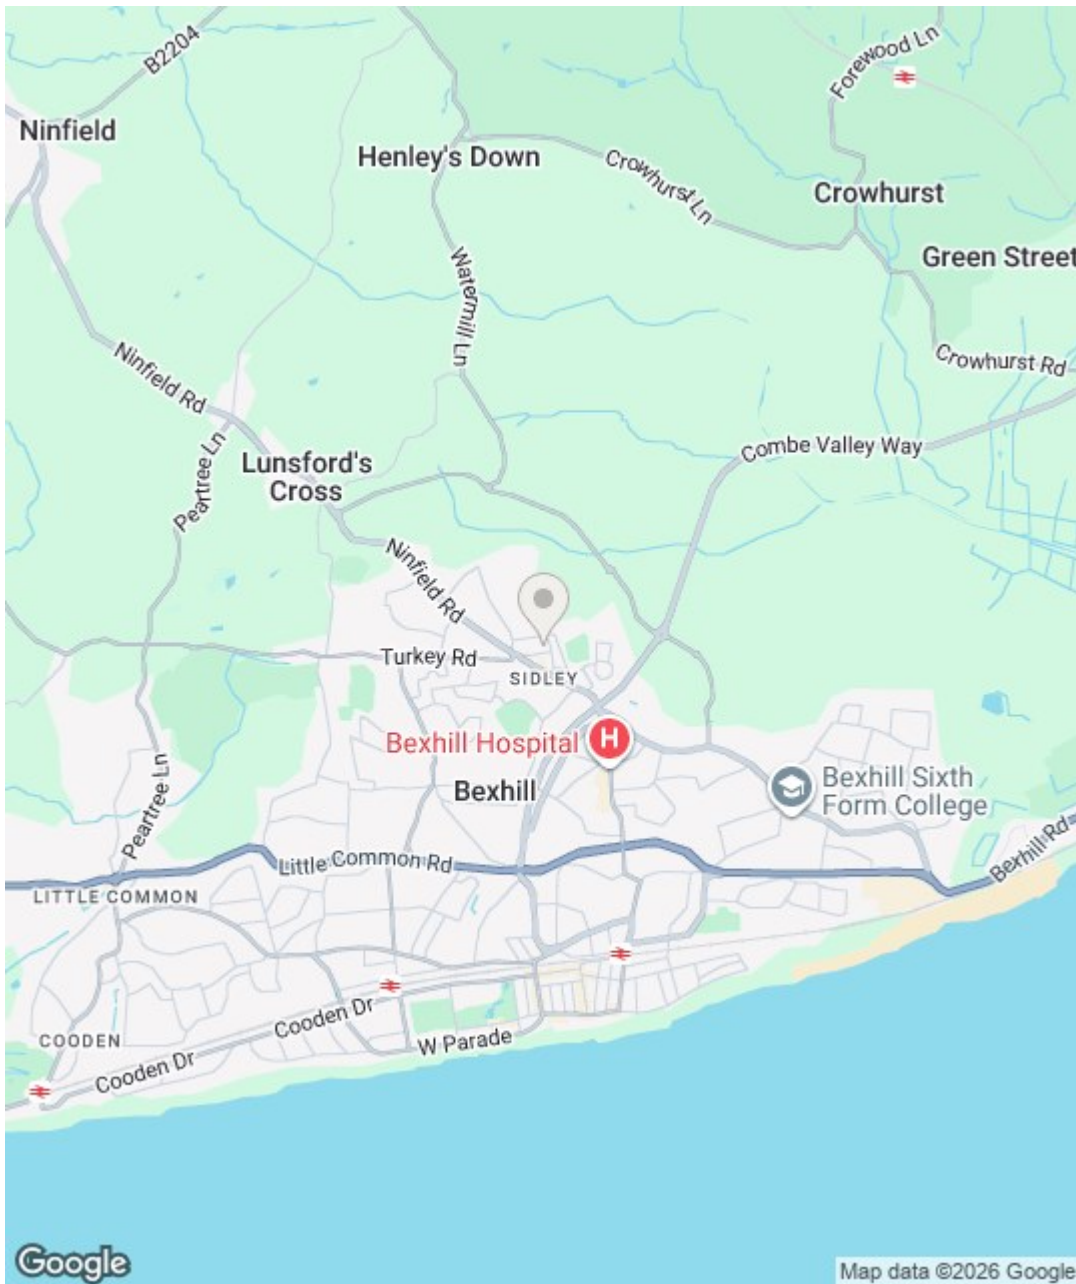 B2204
Forewood Ln
Ninfield
Henley's Down
Crowhurst Ln
Crowhurst
Green Street
Watermill Ln
Crowhurst Rd
Ninfield Rd
Combe Valley Way
Peartree Ln
Lunsford's
Cross
Ninfield Rd
Turkey Rd
SIDLEY
Bexhill Hospital
H
Bexhill
Bexhill Sixth
Form College
Peartree Ln
Bexhill Rd
Little Common Rd
LITTLE COMMON
Cooden Dr
COODEN
W Parade
Cooden Dr
Google
Map data ©2026 Google